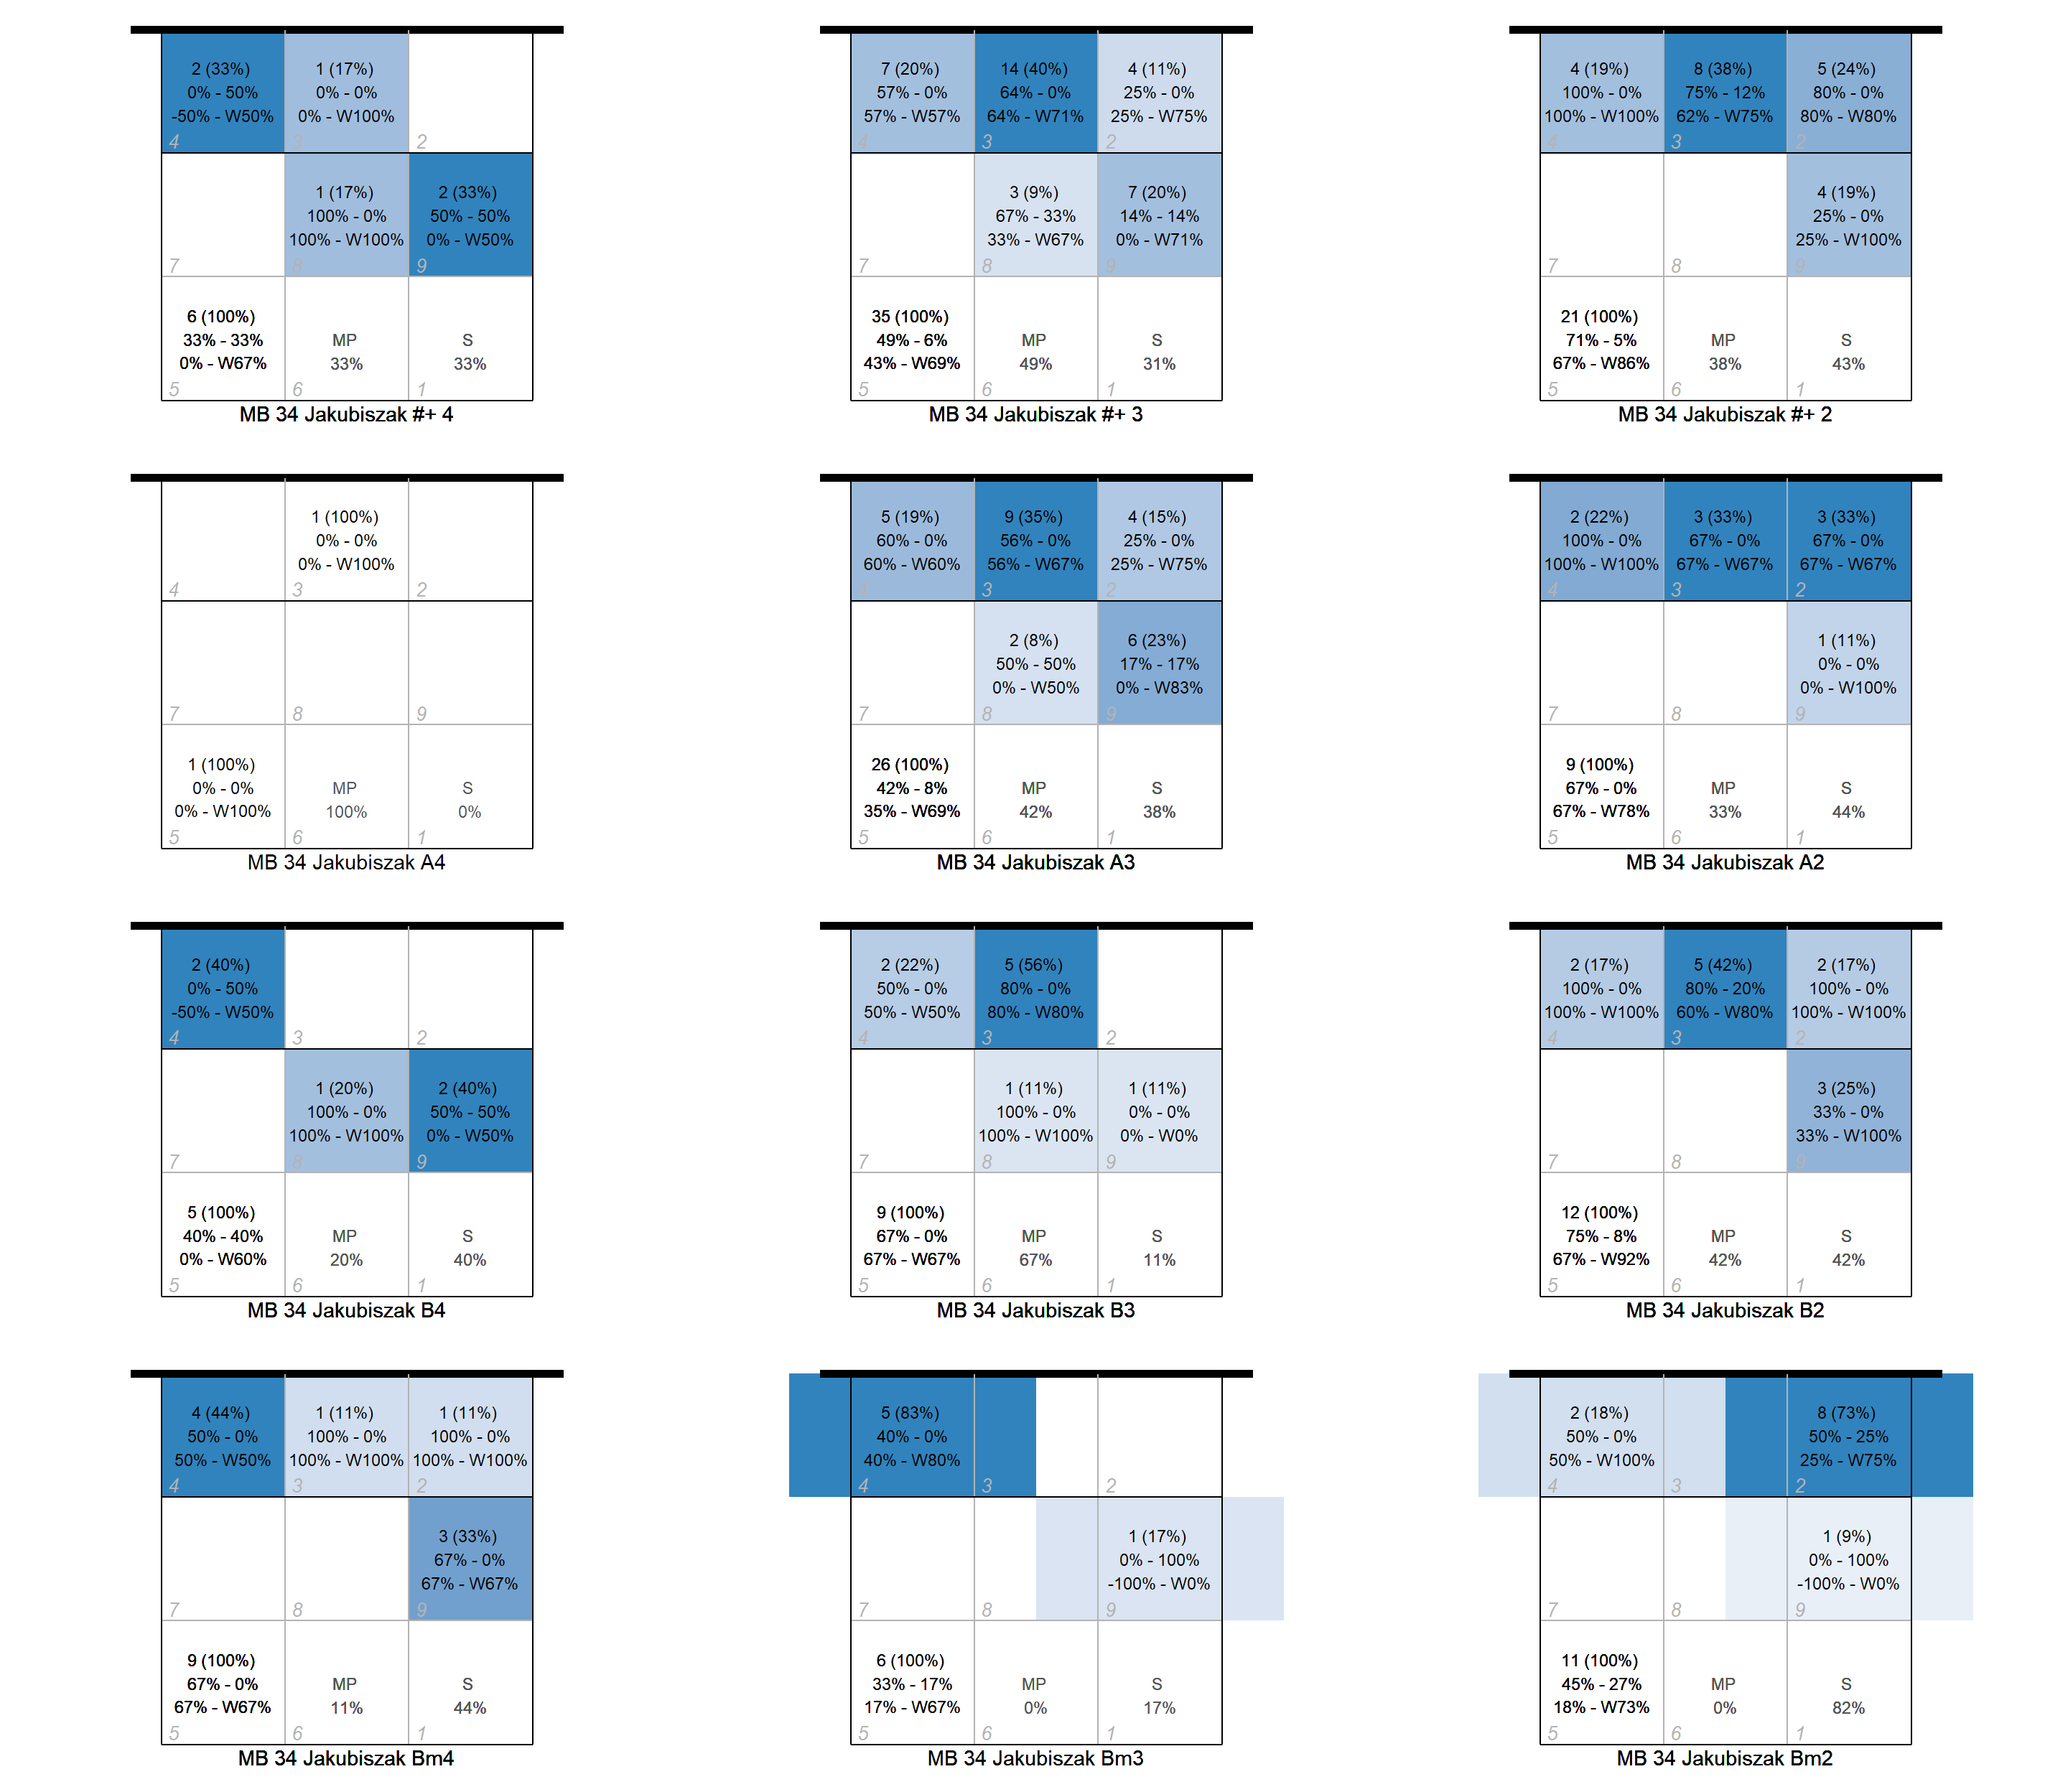 2 (33%)
0% - 50%
-50% - W50%
4
1 (17%)
0% - 0%
0% - W100%
3
2
7
1 (17%)
100% - 0%
100% - W100%
8
2 (33%)
50% - 50%
0% - W50%
9
6 (100%)
33% - 33%
0% - W67%
5
MP
33%
6
S
33%
1
MB 34 Jakubiszak #+ 4
7 (20%)
57% - 0%
57% - W57%
4
14 (40%)
64% - 0%
64% - W71%
3
4 (11%)
25% - 0%
25% - W75%
2
7
3 (9%)
67% - 33%
33% - W67%
8
7 (20%)
14% - 14%
0% - W71%
9
35 (100%)
49% - 6%
43% - W69%
5
MP
49%
6
S
31%
1
MB 34 Jakubiszak #+ 3
4 (19%)
100% - 0%
100% - W100%
4
8 (38%)
75% - 12%
62% - W75%
3
5 (24%)
80% - 0%
80% - W80%
2
7
8
4 (19%)
25% - 0%
25% - W100%
9
21 (100%)
71% - 5%
67% - W86%
5
MP
38%
6
S
43%
1
MB 34 Jakubiszak #+ 2
4
1 (100%)
0% - 0%
0% - W100%
3
2
7
8
9
1 (100%)
0% - 0%
0% - W100%
5
MP
100%
6
S
0%
1
MB 34 Jakubiszak A4
5 (19%)
60% - 0%
60% - W60%
4
9 (35%)
56% - 0%
56% - W67%
3
4 (15%)
25% - 0%
25% - W75%
2
7
2 (8%)
50% - 50%
0% - W50%
8
6 (23%)
17% - 17%
0% - W83%
9
26 (100%)
42% - 8%
35% - W69%
5
MP
42%
6
S
38%
1
MB 34 Jakubiszak A3
2 (22%)
100% - 0%
100% - W100%
4
3 (33%)
67% - 0%
67% - W67%
3
3 (33%)
67% - 0%
67% - W67%
2
7
8
1 (11%)
0% - 0%
0% - W100%
9
9 (100%)
67% - 0%
67% - W78%
5
MP
33%
6
S
44%
1
MB 34 Jakubiszak A2
2 (40%)
0% - 50%
-50% - W50%
4
3
2
7
1 (20%)
100% - 0%
100% - W100%
8
2 (40%)
50% - 50%
0% - W50%
9
5 (100%)
40% - 40%
0% - W60%
5
MP
20%
6
S
40%
1
MB 34 Jakubiszak B4
2 (22%)
50% - 0%
50% - W50%
4
5 (56%)
80% - 0%
80% - W80%
3
2
7
1 (11%)
100% - 0%
100% - W100%
8
1 (11%)
0% - 0%
0% - W0%
9
9 (100%)
67% - 0%
67% - W67%
5
MP
67%
6
S
11%
1
MB 34 Jakubiszak B3
2 (17%)
100% - 0%
100% - W100%
4
5 (42%)
80% - 20%
60% - W80%
3
2 (17%)
100% - 0%
100% - W100%
2
7
8
3 (25%)
33% - 0%
33% - W100%
9
12 (100%)
75% - 8%
67% - W92%
5
MP
42%
6
S
42%
1
MB 34 Jakubiszak B2
4 (44%)
50% - 0%
50% - W50%
4
1 (11%)
100% - 0%
100% - W100%
3
1 (11%)
100% - 0%
100% - W100%
2
7
8
3 (33%)
67% - 0%
67% - W67%
9
9 (100%)
67% - 0%
67% - W67%
5
MP
11%
6
S
44%
1
MB 34 Jakubiszak Bm4
5 (83%)
40% - 0%
40% - W80%
4
3
2
7
8
1 (17%)
0% - 100%
-100% - W0%
9
6 (100%)
33% - 17%
17% - W67%
5
MP
0%
6
S
17%
1
MB 34 Jakubiszak Bm3
2 (18%)
50% - 0%
50% - W100%
4
3
8 (73%)
50% - 25%
25% - W75%
2
7
8
1 (9%)
0% - 100%
-100% - W0%
9
11 (100%)
45% - 27%
18% - W73%
5
MP
0%
6
S
82%
1
MB 34 Jakubiszak Bm2